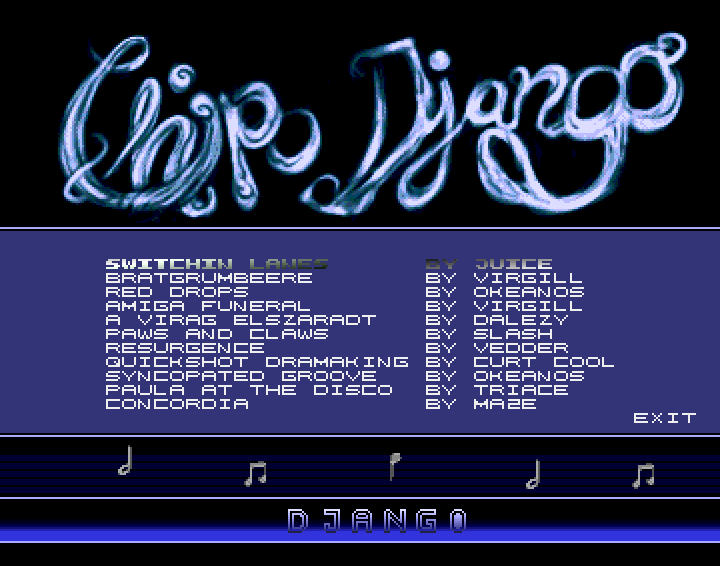 Chip Django
SWITCHIN LANES BY JUICE
BRATGRUMBEERE BY VIRGILL
RED DROPS BY OKEANOS
AMIGA FUNERAL BY VIRGILL
A VIRAG ELSZARADT BY DALEZY
PAWS AND CLAWS BY SLASH
RESURGENCE BY VEDDER
QUICKSHOT DRAMAKING BY CURT COOL
SYNCOPATED GROOVE BY OKEANOS
PAULA AT THE DISCO BY TRIACE
CONCORDIA BY MAZE
EXIT
DJANGO